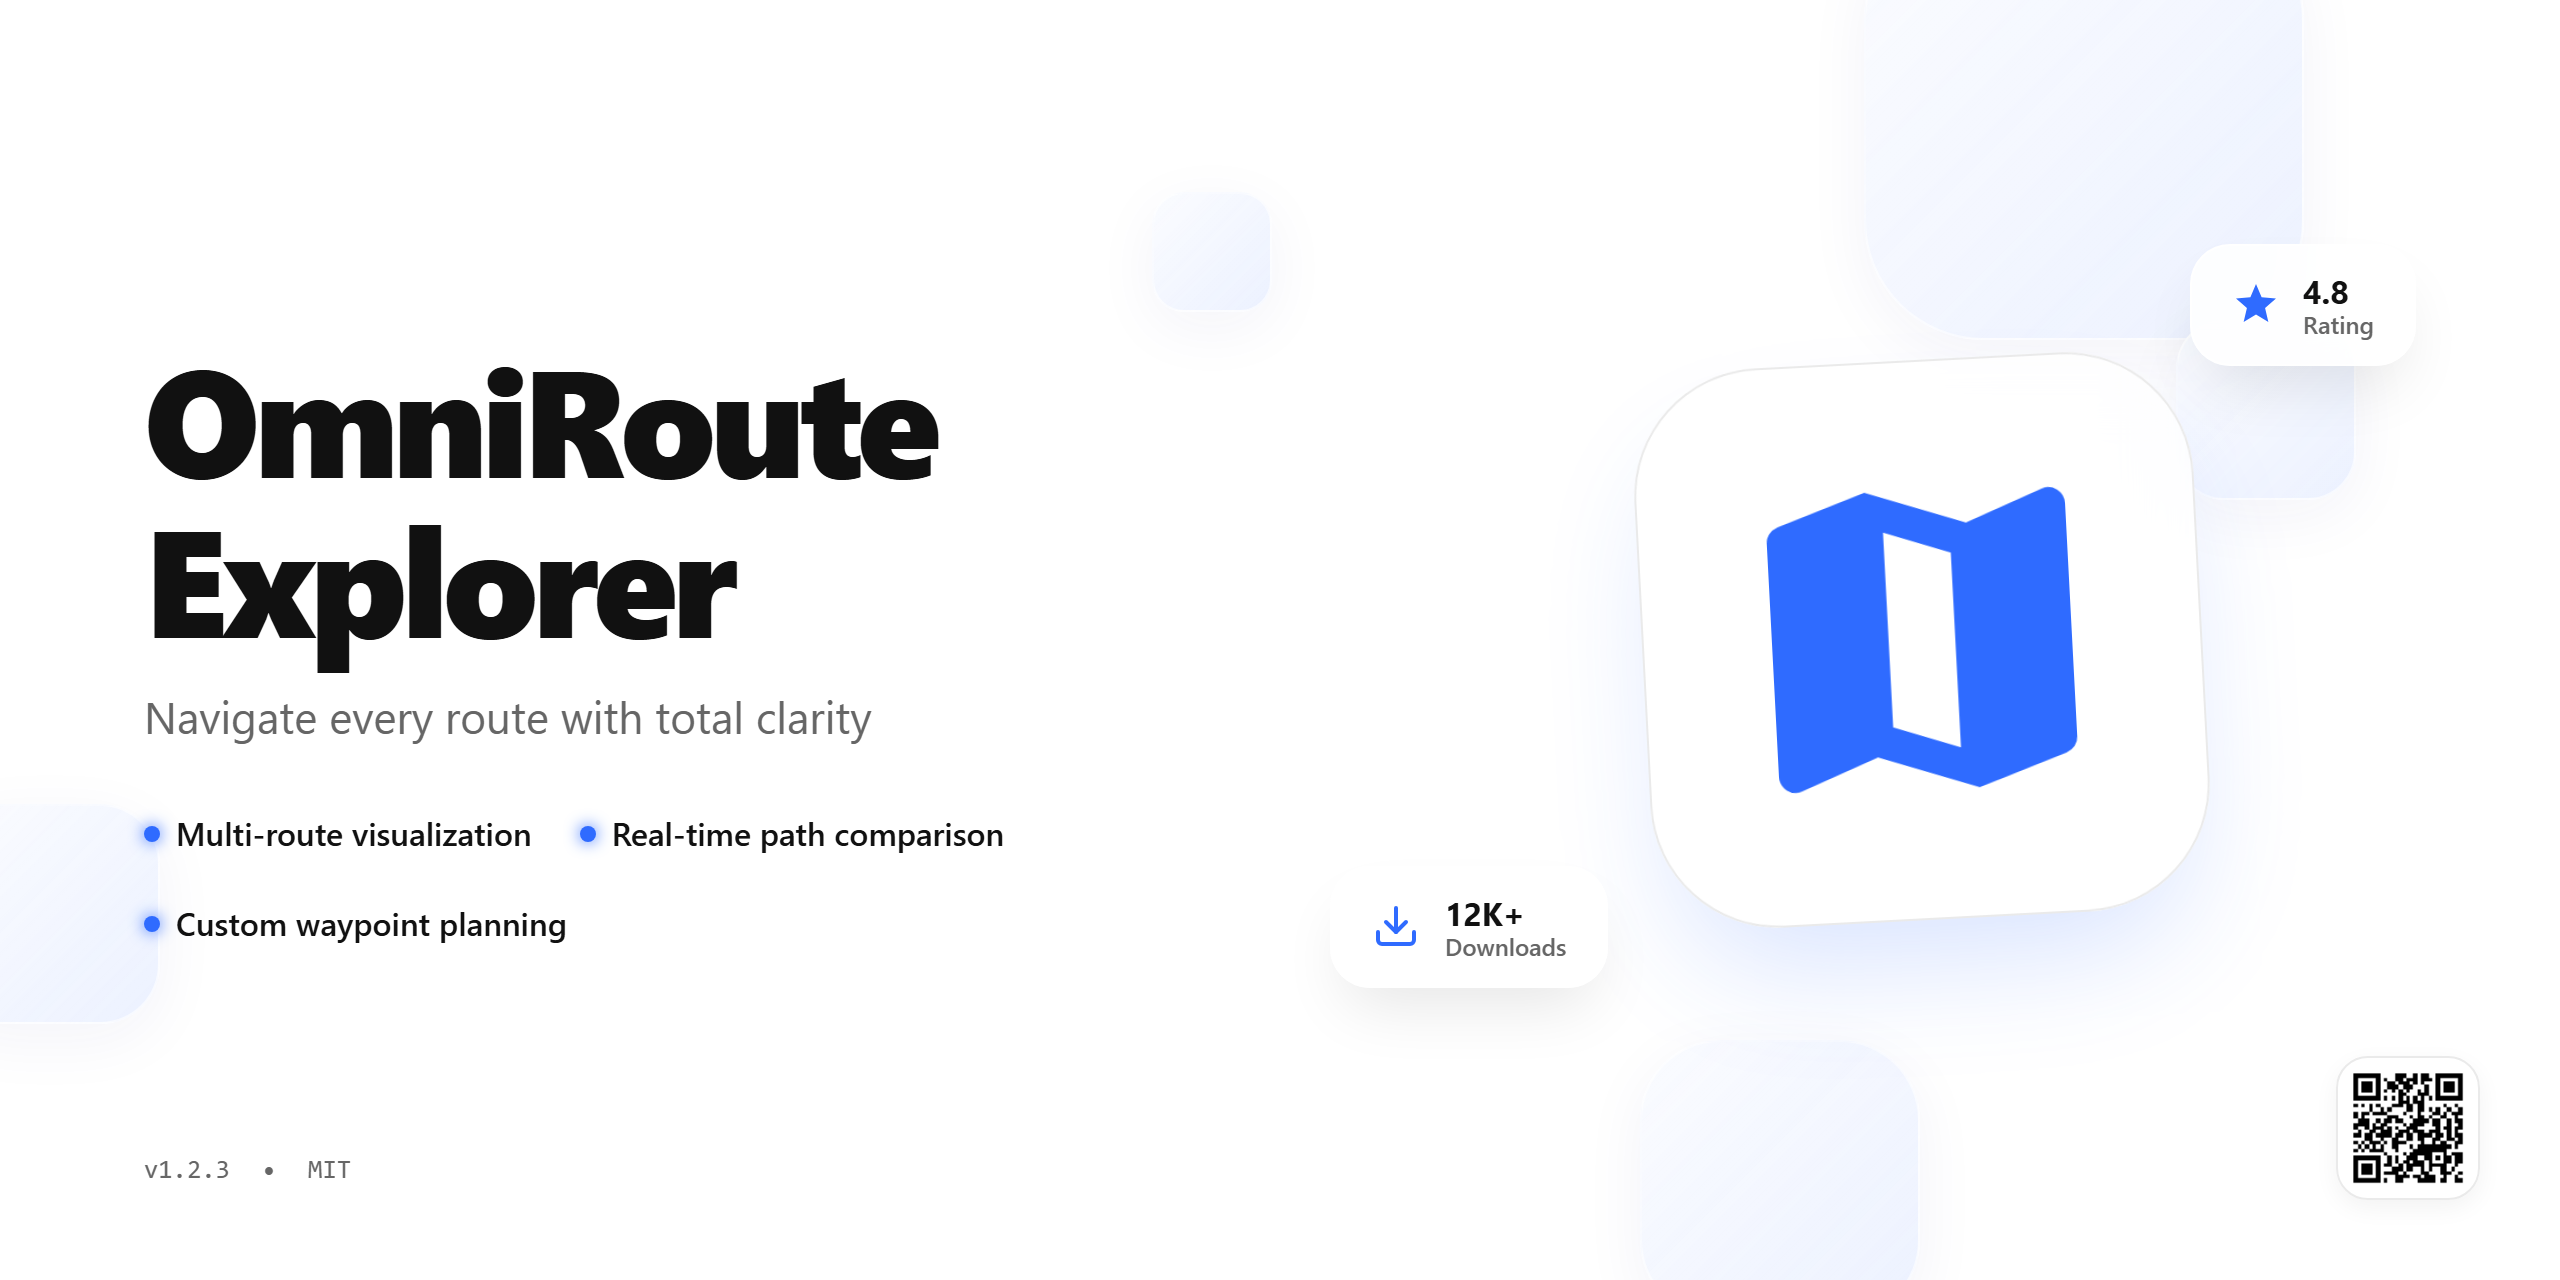 OmniRoute
Explorer
Navigate every route with total clarity
Multi-route visualization
Real-time path comparison
Custom waypoint planning
v1.2.3 • MIT
4.8
Rating
12K+
Downloads